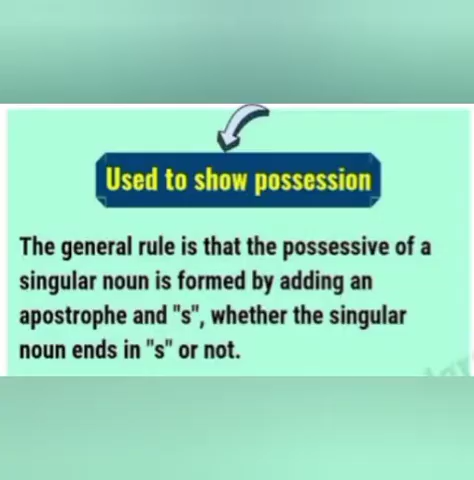 Used to show possession
The general rule is that the possessive of a
singular noun is formed by adding an
apostrophe and "s", whether the singular
noun ends in "s" or not.